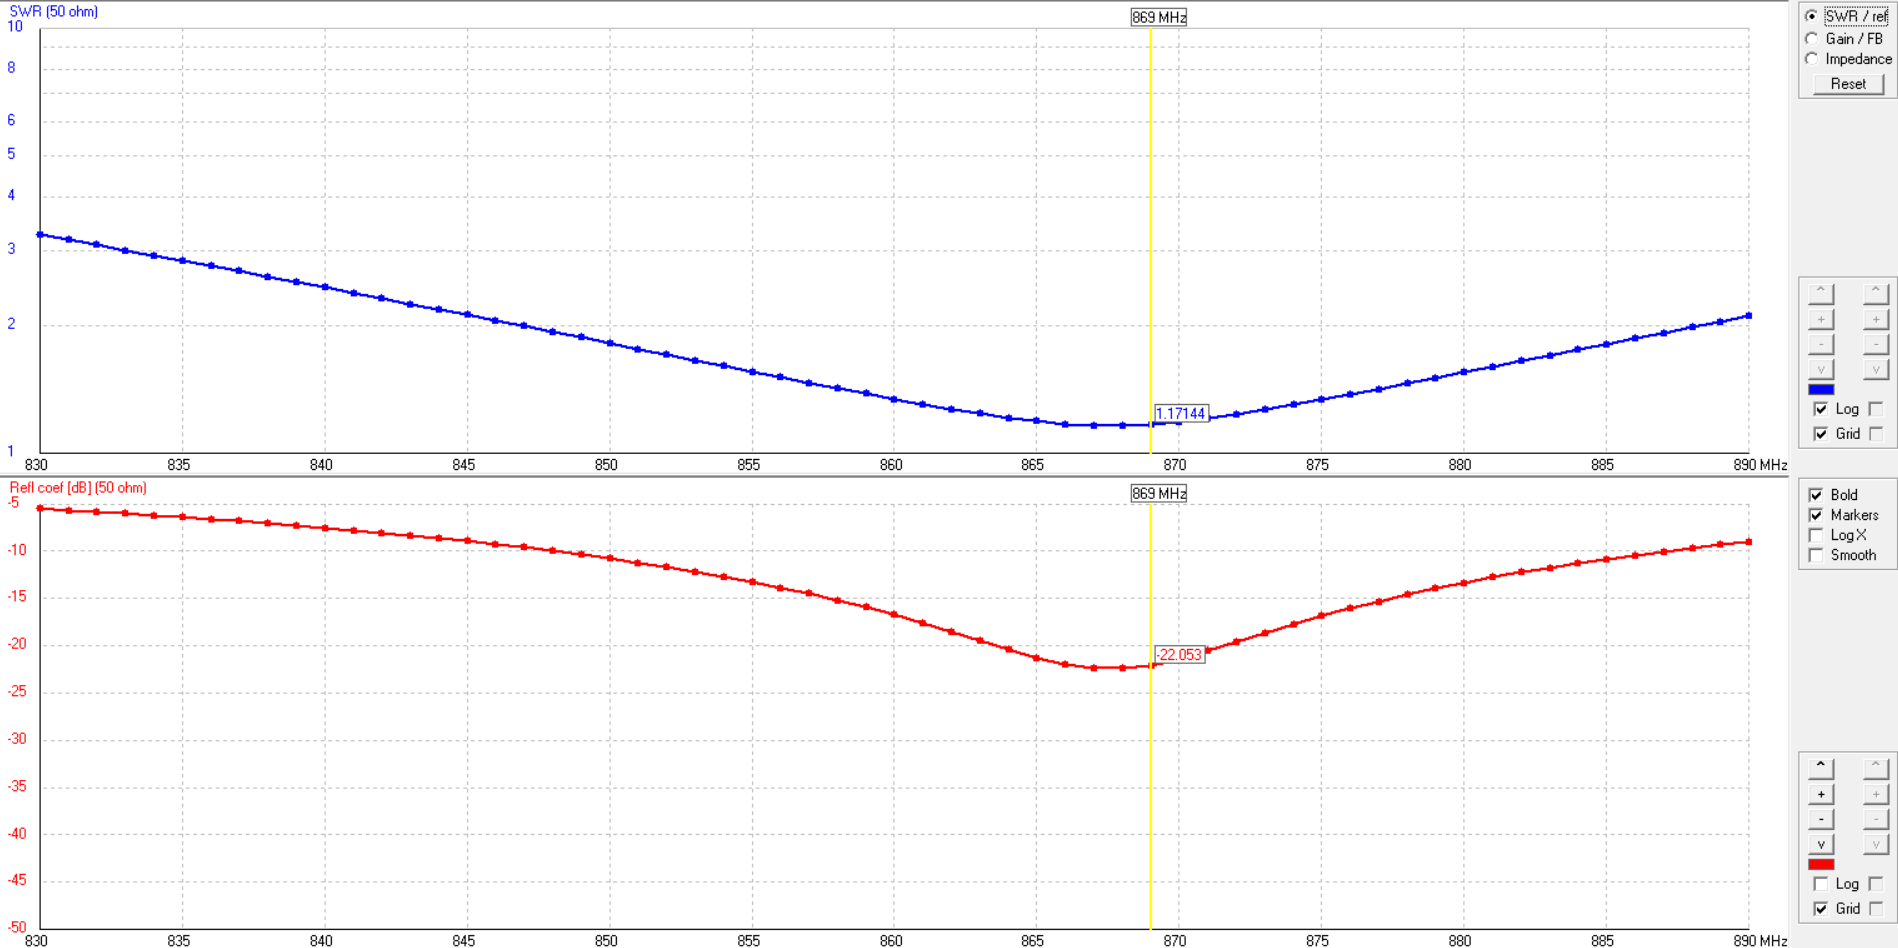 SWR (50 ohm)
869 MHz
10
8
6
5
4
3
2
1
1.17144
830
835
840
845
850
855
860
865
870
875
880
885
890 MHz
Refl coef [dB] (50 ohm)
869 MHz
-5
-10
-15
-20
-25
-30
-35
-40
-45
-50
-22.053
830
835
840
845
850
855
860
865
870
875
880
885
890 MHz
SWR / ref
Gain / FB
Impedance
Reset
^ ^
+ +
- -
v v
Log
Grid
Bold
Markers
Log X
Smooth
^ ^
+ +
- -
v v
Log
Grid